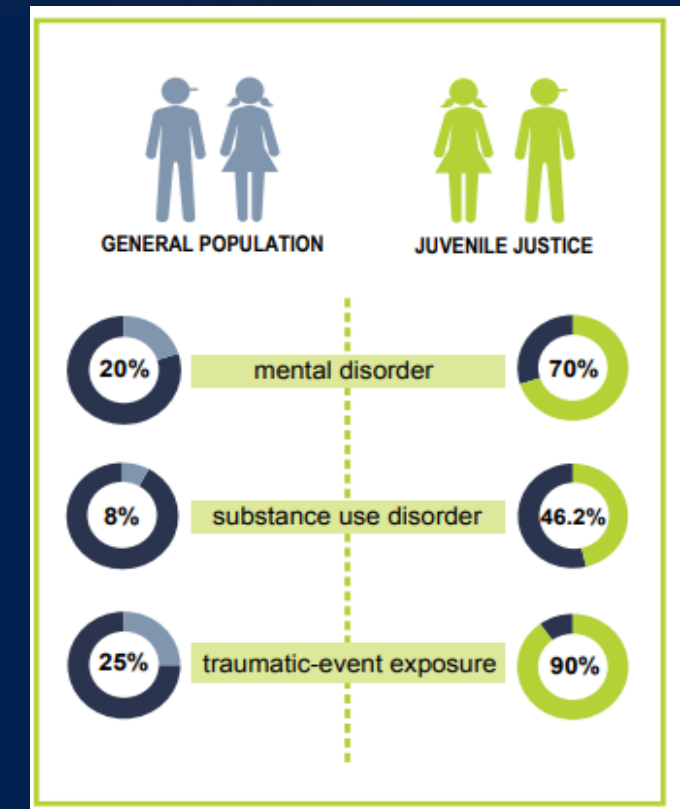 GENERAL POPULATION
JUVENILE JUSTICE
20%
mental disorder
70%
8%
substance use disorder
46.2%
25%
traumatic-event exposure
90%